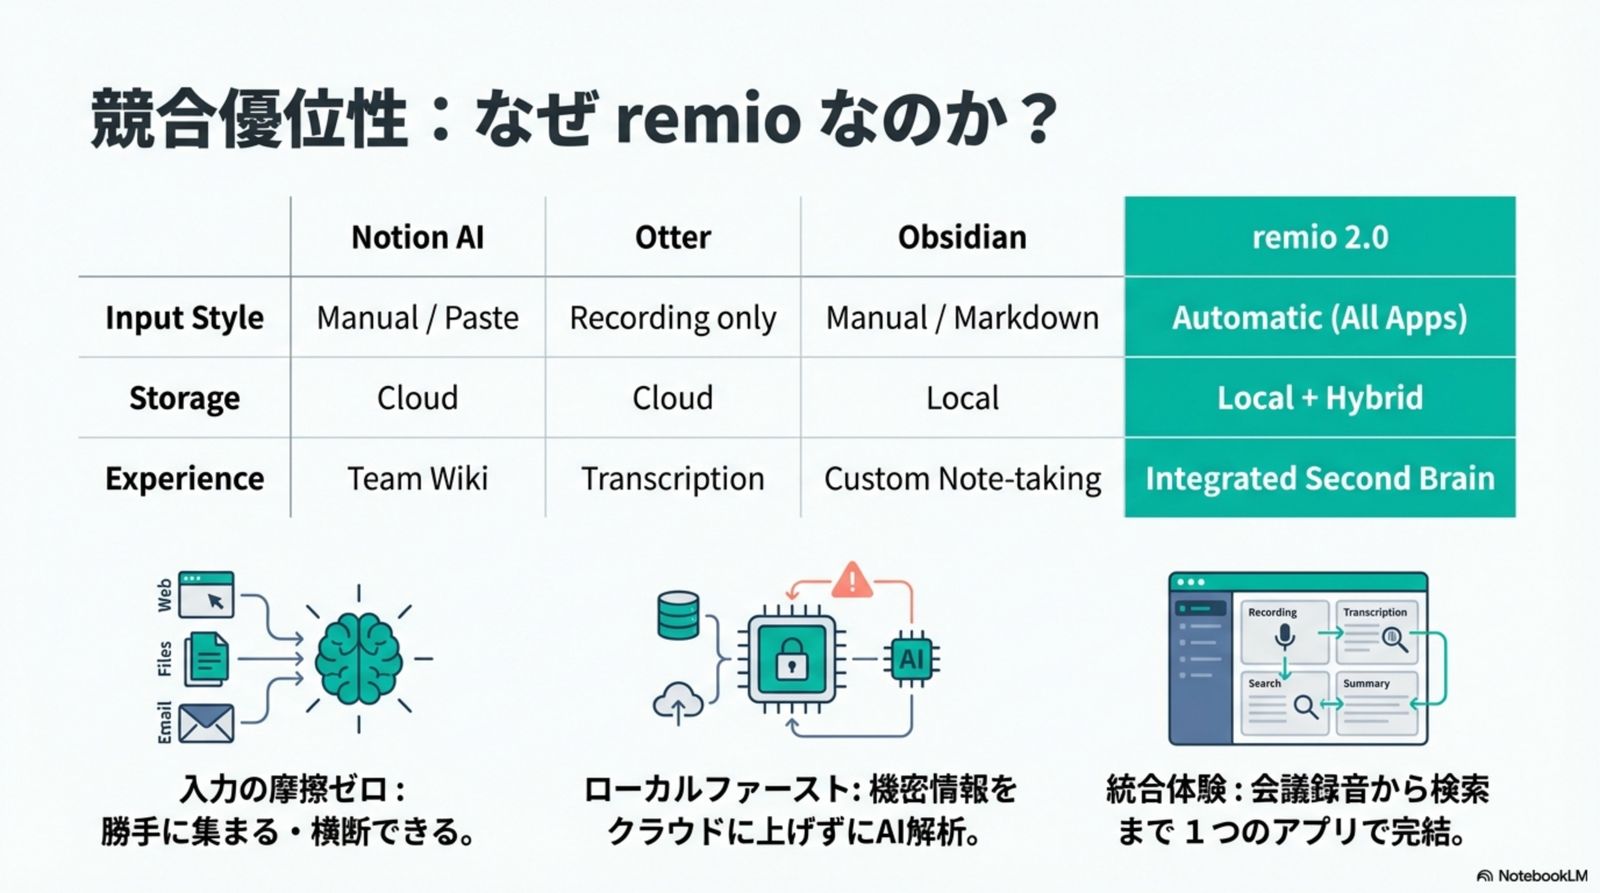 競合優位性：なぜ remio なのか？
Notion AI Otter Obsidian remio 2.0
Input Style Manual / Paste Recording only Manual / Markdown Automatic (All Apps)
Storage Cloud Cloud Local Local + Hybrid
Experience Team Wiki Transcription Custom Note-taking Integrated Second Brain
Web
Files
Email
入力の摩擦ゼロ：
勝手に集まる・横断できる。
AI
ローカルファースト：機密情報を
クラウドに上げずにAI解析。
Recording Transcription
Search Summary
統合体験：会議録音から検索
まで１つのアプリで完結。
NotebookLM